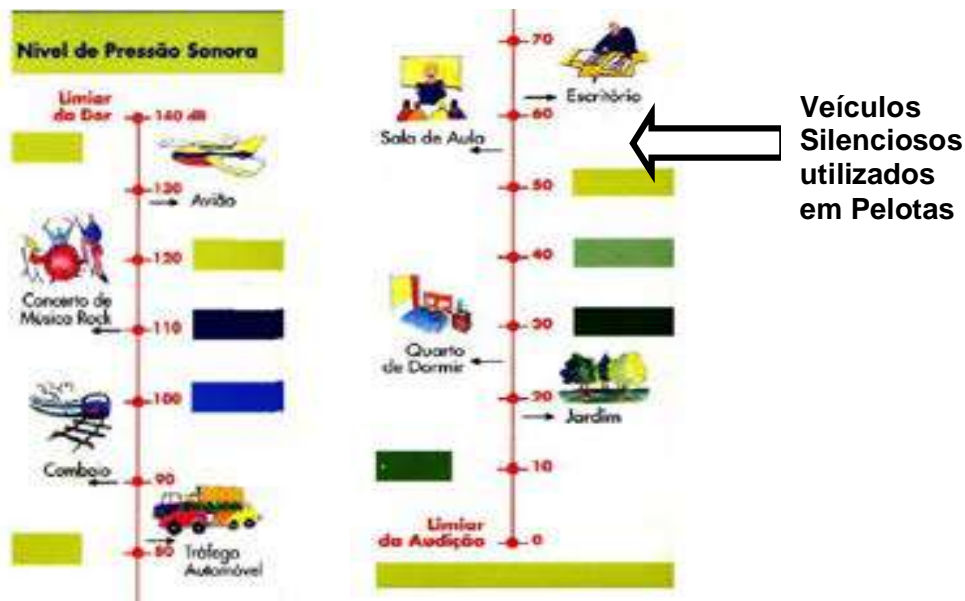 Nível de Pressão Sonora
Limiar
da Dor
140 dB
130
Avião
120
Concerto de
Música Rock
110
100
Comboio
90
80
Tráfego
Automóvel
70
Escritório
60
Sala de Aula
50
40
30
Quarto
de Dormir
20
Jardim
10
Limiar
da Audição
0
Veículos
Silenciosos
utilizados
em Pelotas